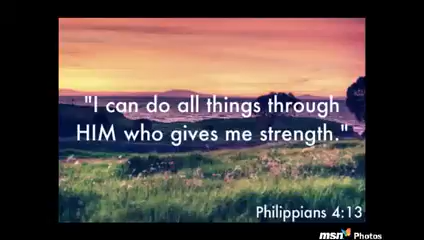 "I can do all things through
HIM who gives me strength."
Philippians 4:13
msn Photos